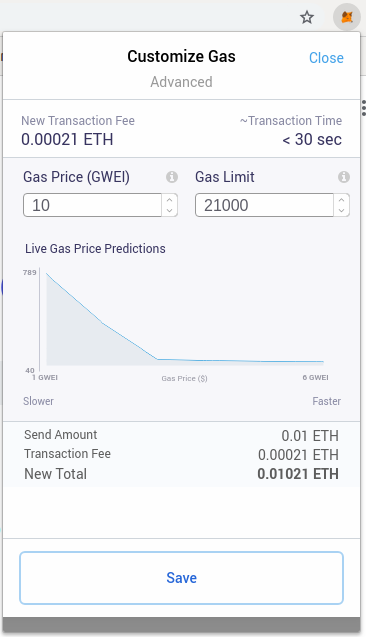 Customize Gas
Close
Advanced
New Transaction Fee
~Transaction Time
0.00021 ETH
< 30 sec
Gas Price (GWEI)
Gas Limit
10
21000
Live Gas Price Predictions
789
40
1 GWEI
Gas Price ($)
6 GWEI
Slower
Faster
Send Amount
0.01 ETH
Transaction Fee
0.00021 ETH
New Total
0.01021 ETH
Save